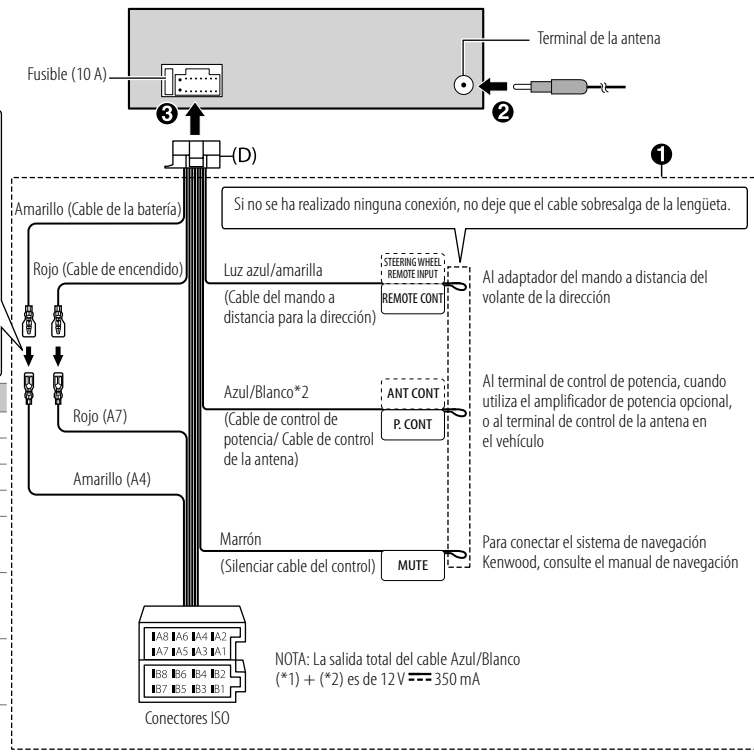 Terminal de la antena
Fusible (10 A)
❸
❷
(D)
❶
Amarillo (Cable de la batería)
Si no se ha realizado ninguna conexión, no deje que el cable sobresalga de la lengüeta.
Rojo (Cable de encendido)
Luz azul/amarilla
(Cable del mando a
distancia para la dirección)
STEERING WHEEL
REMOTE INPUT
REMOTE CONT
Al adaptador del mando a distancia del
volante de la dirección
Azul/Blanco*2
(Cable de control de
potencia/ Cable de control
de la antena)
ANT CONT
P. CONT
Al terminal de control de potencia, cuando
utiliza el amplificador de potencia opcional,
o al terminal de control de la antena en
el vehículo
Rojo (A7)
Amarillo (A4)
Marrón
(Silenciar cable del control)
MUTE
Para conectar el sistema de navegación
Kenwood, consulte el manual de navegación
A8 A6 A4 A2
A7 A5 A3 A1
B8 B6 B4 B2
B7 B5 B3 B1
Conectores ISO
NOTA: La salida total del cable Azul/Blanco
(*1) + (*2) es de 12 V ⎓ 350 mA